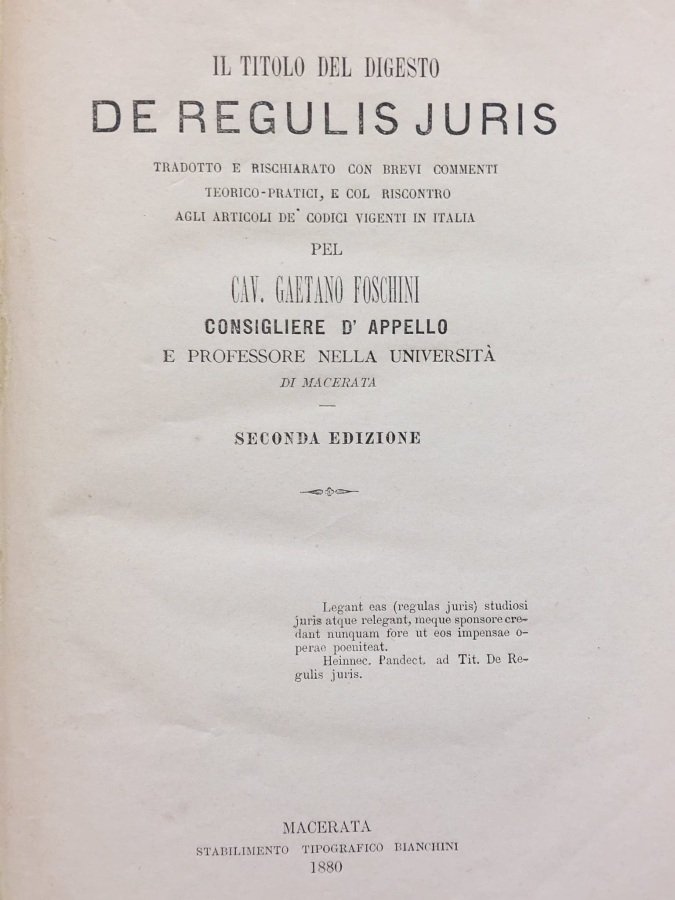 IL TITOLO DEL DIGESTO
DE REGULIS JURIS
TRADOTTO E RISCHIARATO CON BREVI COMMENTI
TEORICO-PRATICI, E COL RISCONTRO
AGLI ARTICOLI DE' CODICI VIGENTI IN ITALIA
PEL
CAV. GAETANO FOSCHINI
CONSIGLIERE D' APPELLO
E PROFESSORE NELLA UNIVERSITÀ
DI MACERATA
SECONDA EDIZIONE
Legant eas (regulas juris) studiosi
juris atque relegant, meque sponsore cre-
dant nunquam fore ut eos impensae o-
perae poeniteat.
Heinnec. Pandect. ad Tit. De Re-
gulis juris.
MACERATA
STABILIMENTO TIPOGRAFICO BIANCHINI
1880